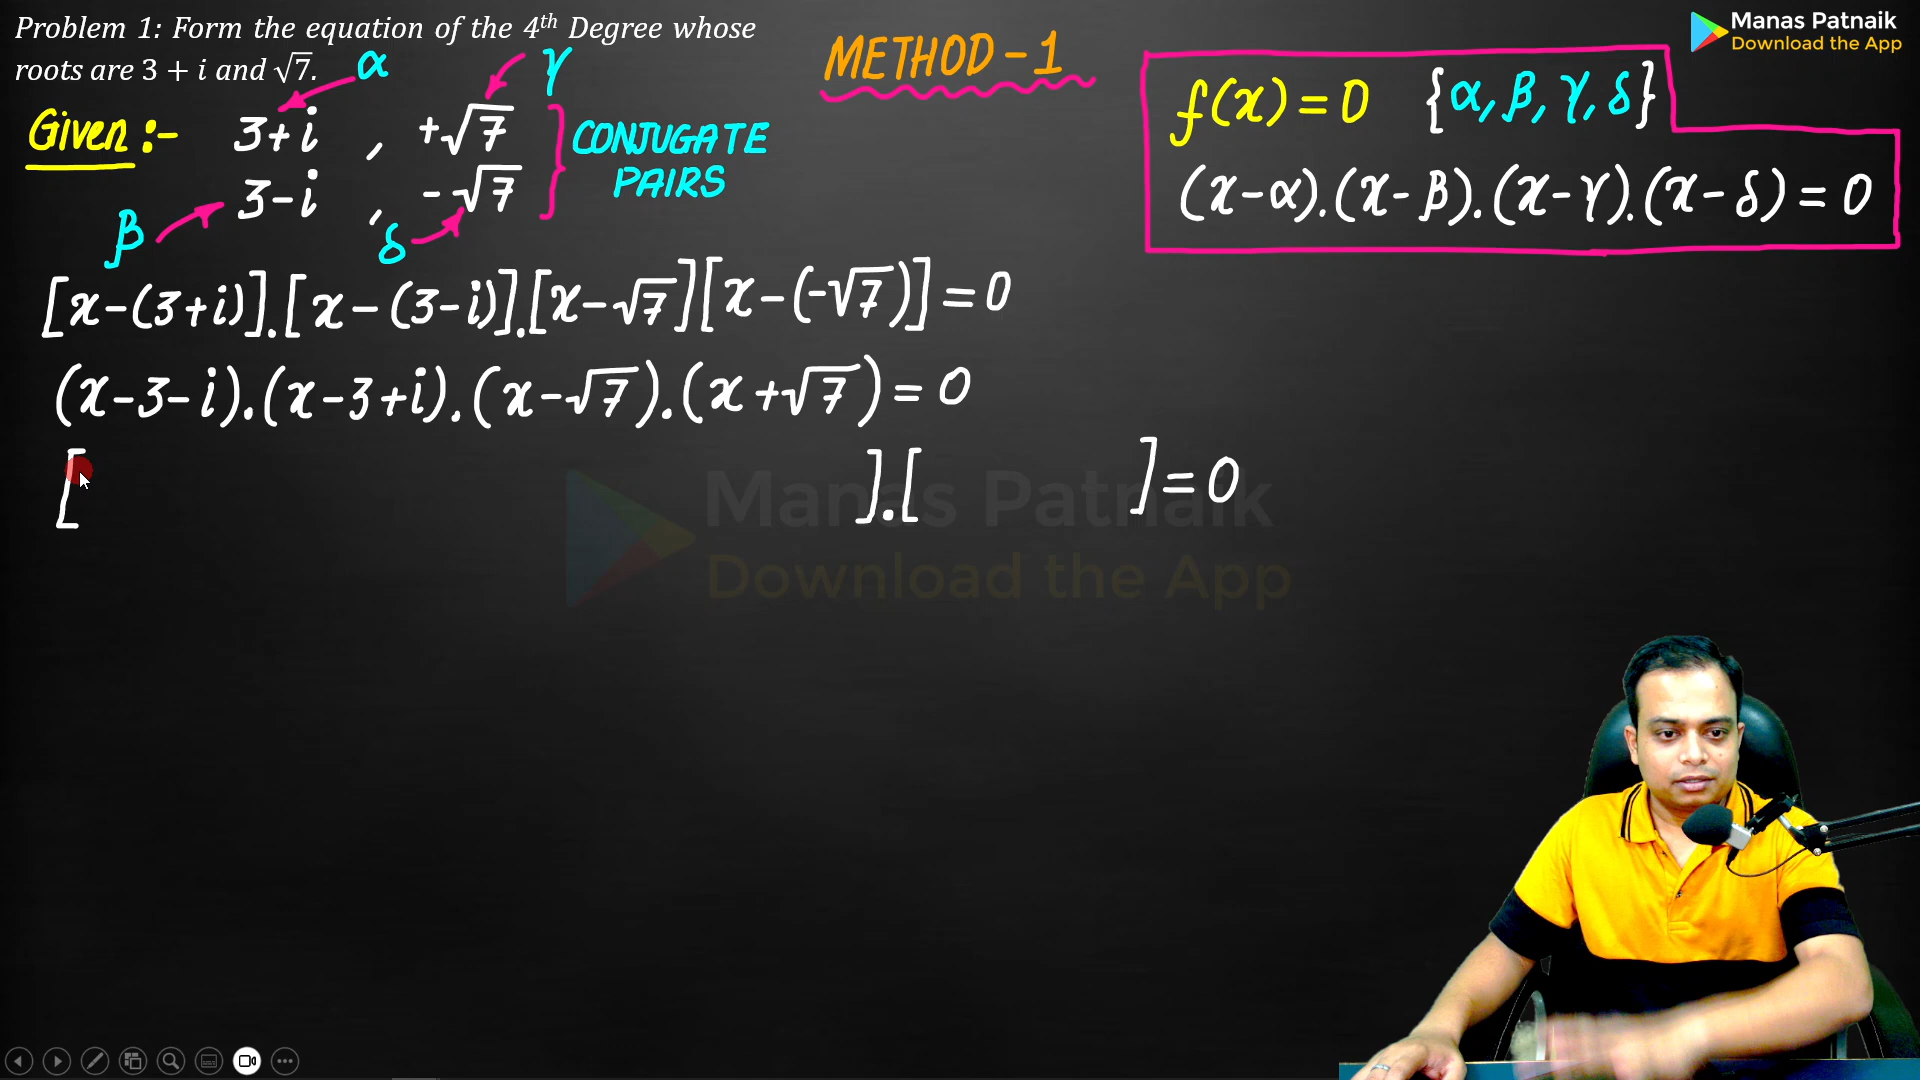 Problem 1: Form the equation of the 4th Degree whose
roots are 3 + i and √7.
α
γ
METHOD-1
Manas Patnaik
Download the App
f(x) = 0 {α, β, γ, δ}
(x-α).(x-β).(x-γ).(x-δ) = 0
Given :- 3+i , +√7
3-i , -√7
CONJUGATE
PAIRS
β
δ
[x-(3+i)].[x-(3-i)].[x-√7][x-(-√7)] = 0
(x-3-i).(x-3+i).(x-√7).(x+√7) = 0
[ ].[ ] = 0
Manas Patnaik
Download the App